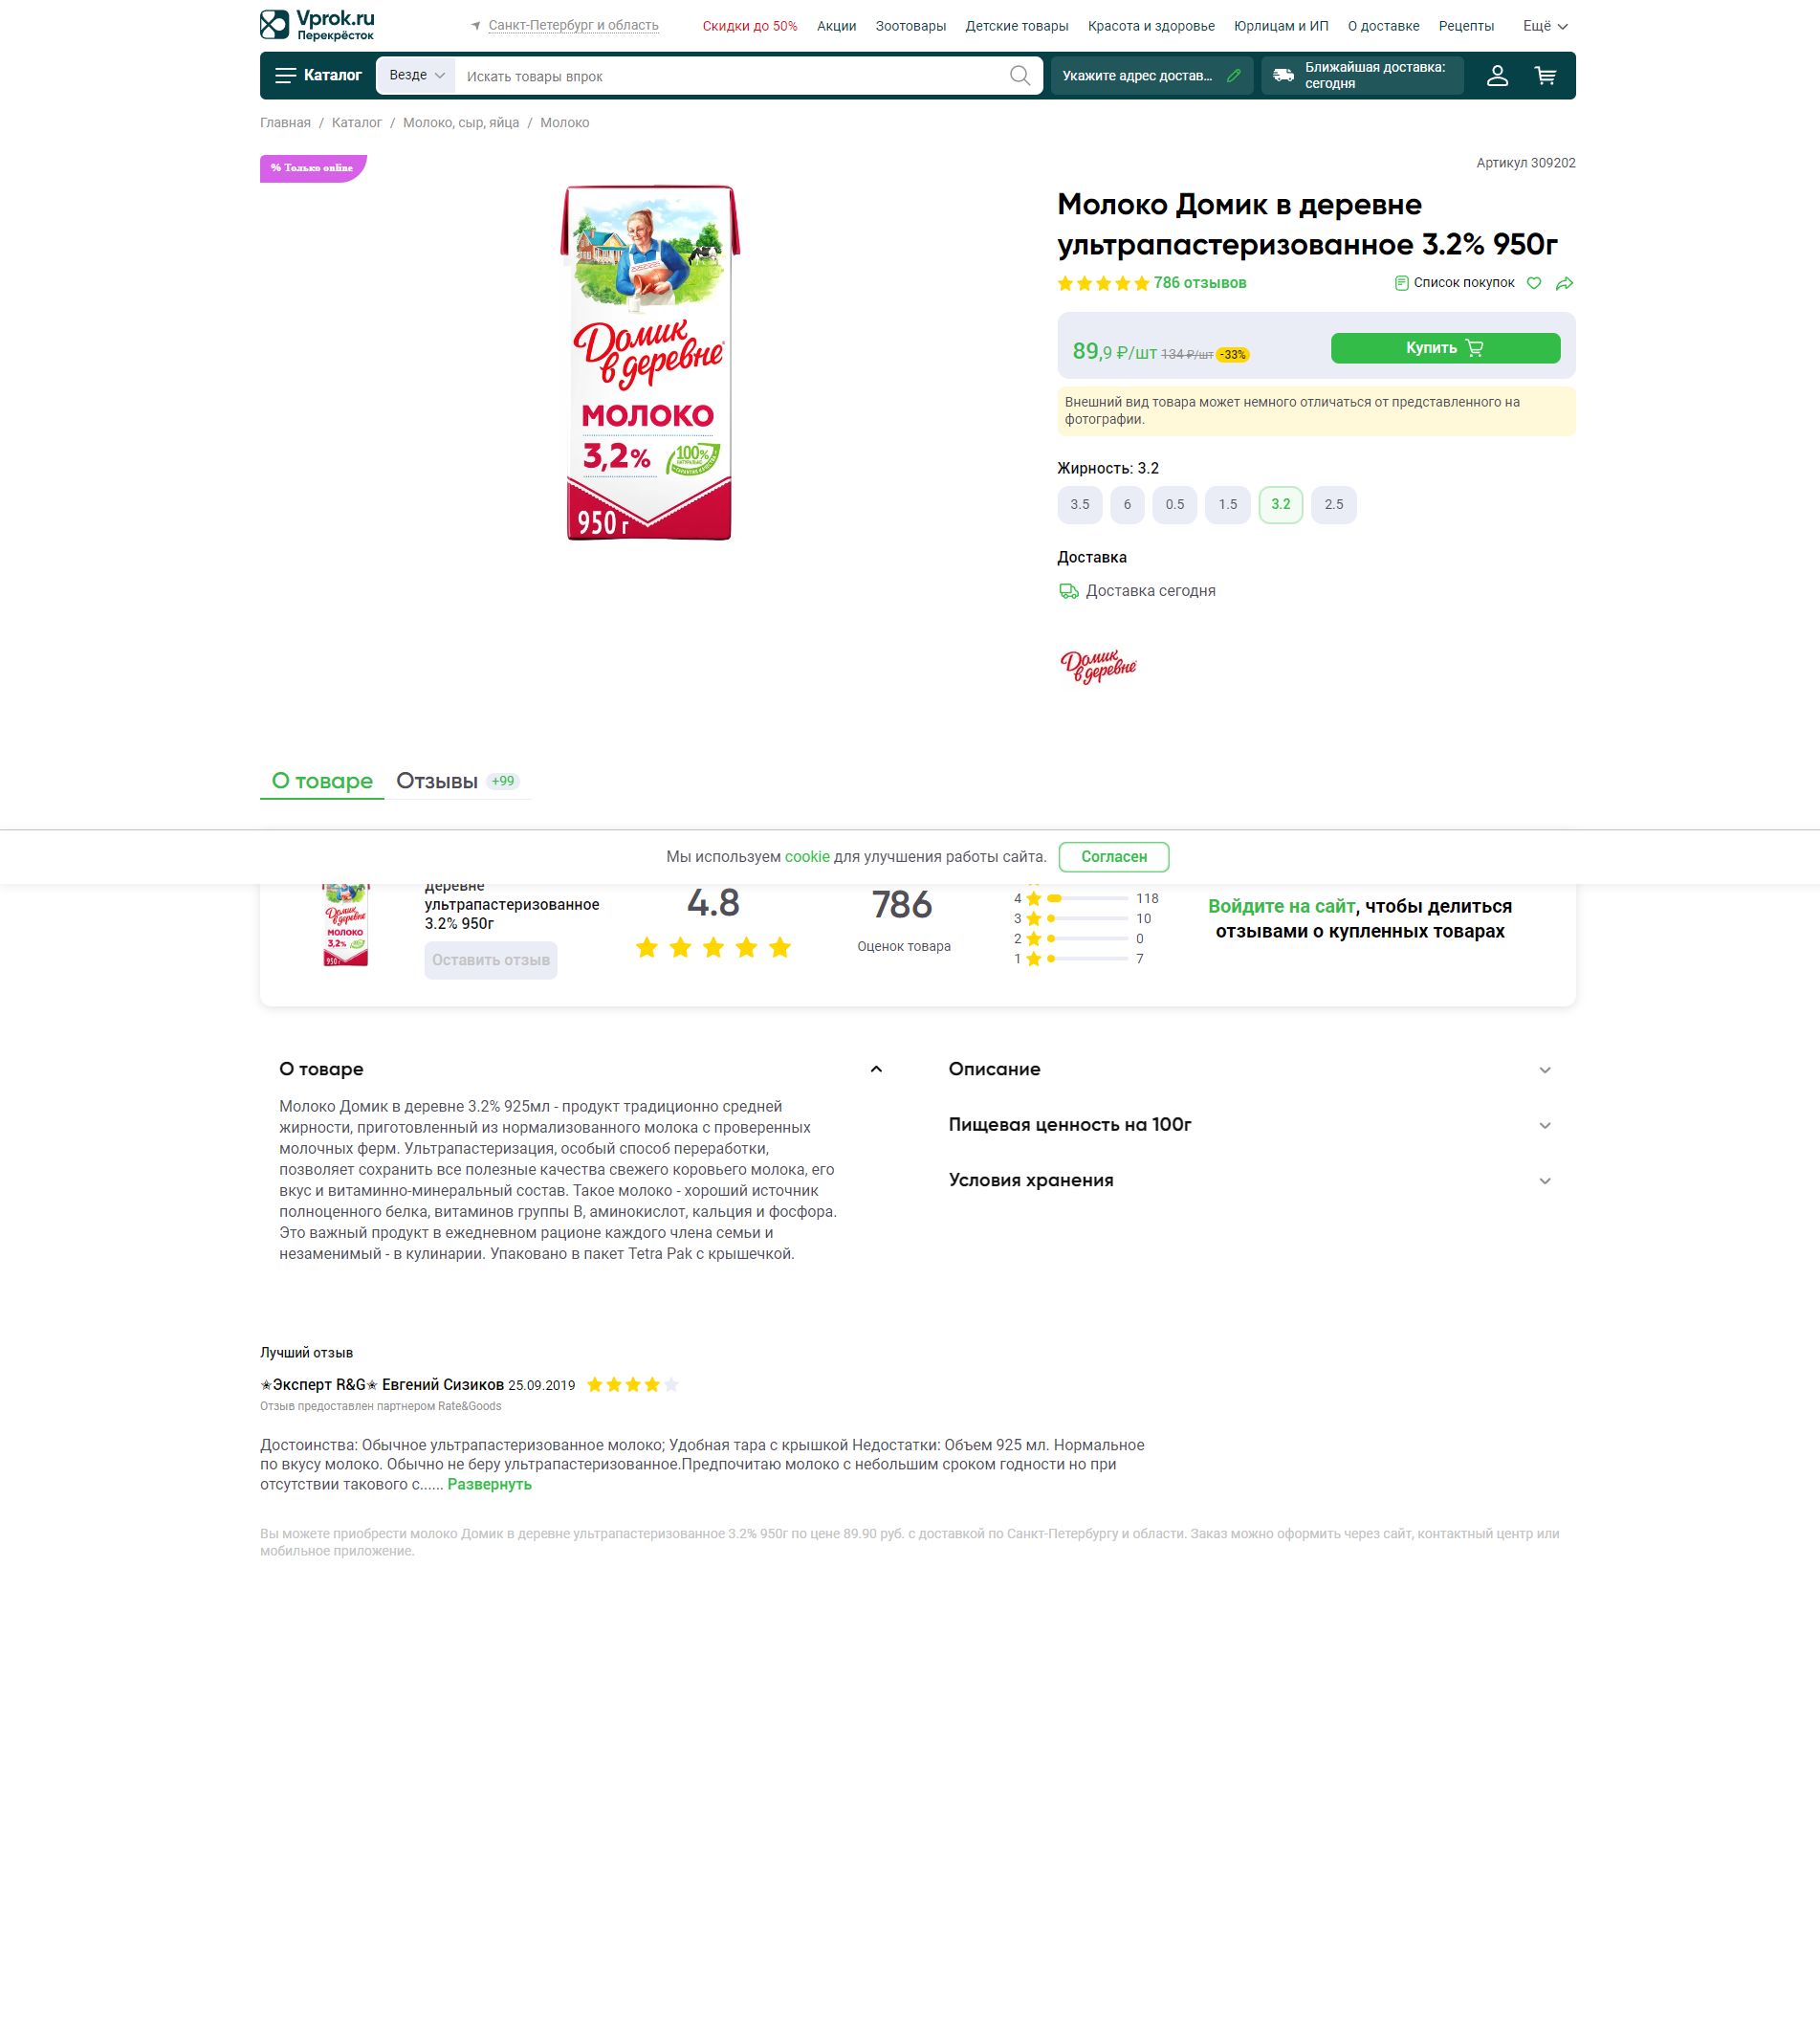 Vprok.ru
Перекрёсток
Санкт-Петербург и область
Скидки до 50%
Акции
Зоотовары
Детские товары
Красота и здоровье
Юрлицам и ИП
О доставке
Рецепты
Ещё
Каталог
Везде
Искать товары впрок
Укажите адрес достав...
Ближайшая доставка:
сегодня
Главная / Каталог / Молоко, сыр, яйца / Молоко
% Только online
Артикул 309202
Домик
в деревне
МОЛОКО
3,2%
100%
950 г
Молоко Домик в деревне
ультрапастеризованное 3.2% 950г
786 отзывов
Список покупок
89,9 ₽/шт 134 ₽/шт -33%
Купить
Внешний вид товара может немного отличаться от представленного на
фотографии.
Жирность: 3.2
3.5 6 0.5 1.5 3.2 2.5
Доставка
Доставка сегодня
Домик
в деревне
О товаре
Отзывы +99
Мы используем cookie для улучшения работы сайта.
Согласен
Домик
в деревне
МОЛОКО
3,2%
950г
деревне
ультрапастеризованное
3.2% 950г
Оставить отзыв
4.8
786
Оценок товара
4 118
3 10
2 0
1 7
Войдите на сайт, чтобы делиться
отзывами о купленных товарах
О товаре
Молоко Домик в деревне 3.2% 925мл - продукт традиционно средней
жирности, приготовленный из нормализованного молока с проверенных
молочных ферм. Ультрапастеризация, особый способ переработки,
позволяет сохранить все полезные качества свежего коровьего молока, его
вкус и витаминно-минеральный состав. Такое молоко - хороший источник
полноценного белка, витаминов группы В, аминокислот, кальция и фосфора.
Это важный продукт в ежедневном рационе каждого члена семьи и
незаменимый - в кулинарии. Упаковано в пакет Tetra Pak с крышечкой.
Описание
Пищевая ценность на 100г
Условия хранения
Лучший отзыв
✭Эксперт R&G✭ Евгений Сизиков 25.09.2019
Отзыв предоставлен партнером Rate&Goods
Достоинства: Обычное ультрапастеризованное молоко; Удобная тара с крышкой Недостатки: Объем 925 мл. Нормальное
по вкусу молоко. Обычно не беру ультрапастеризованное.Предпочитаю молоко с небольшим сроком годности но при
отсутствии такового с...... Развернуть
Вы можете приобрести молоко Домик в деревне ультрапастеризованное 3.2% 950г по цене 89.90 руб. с доставкой по Санкт-Петербургу и области. Заказ можно оформить через сайт, контактный центр или
мобильное приложение.